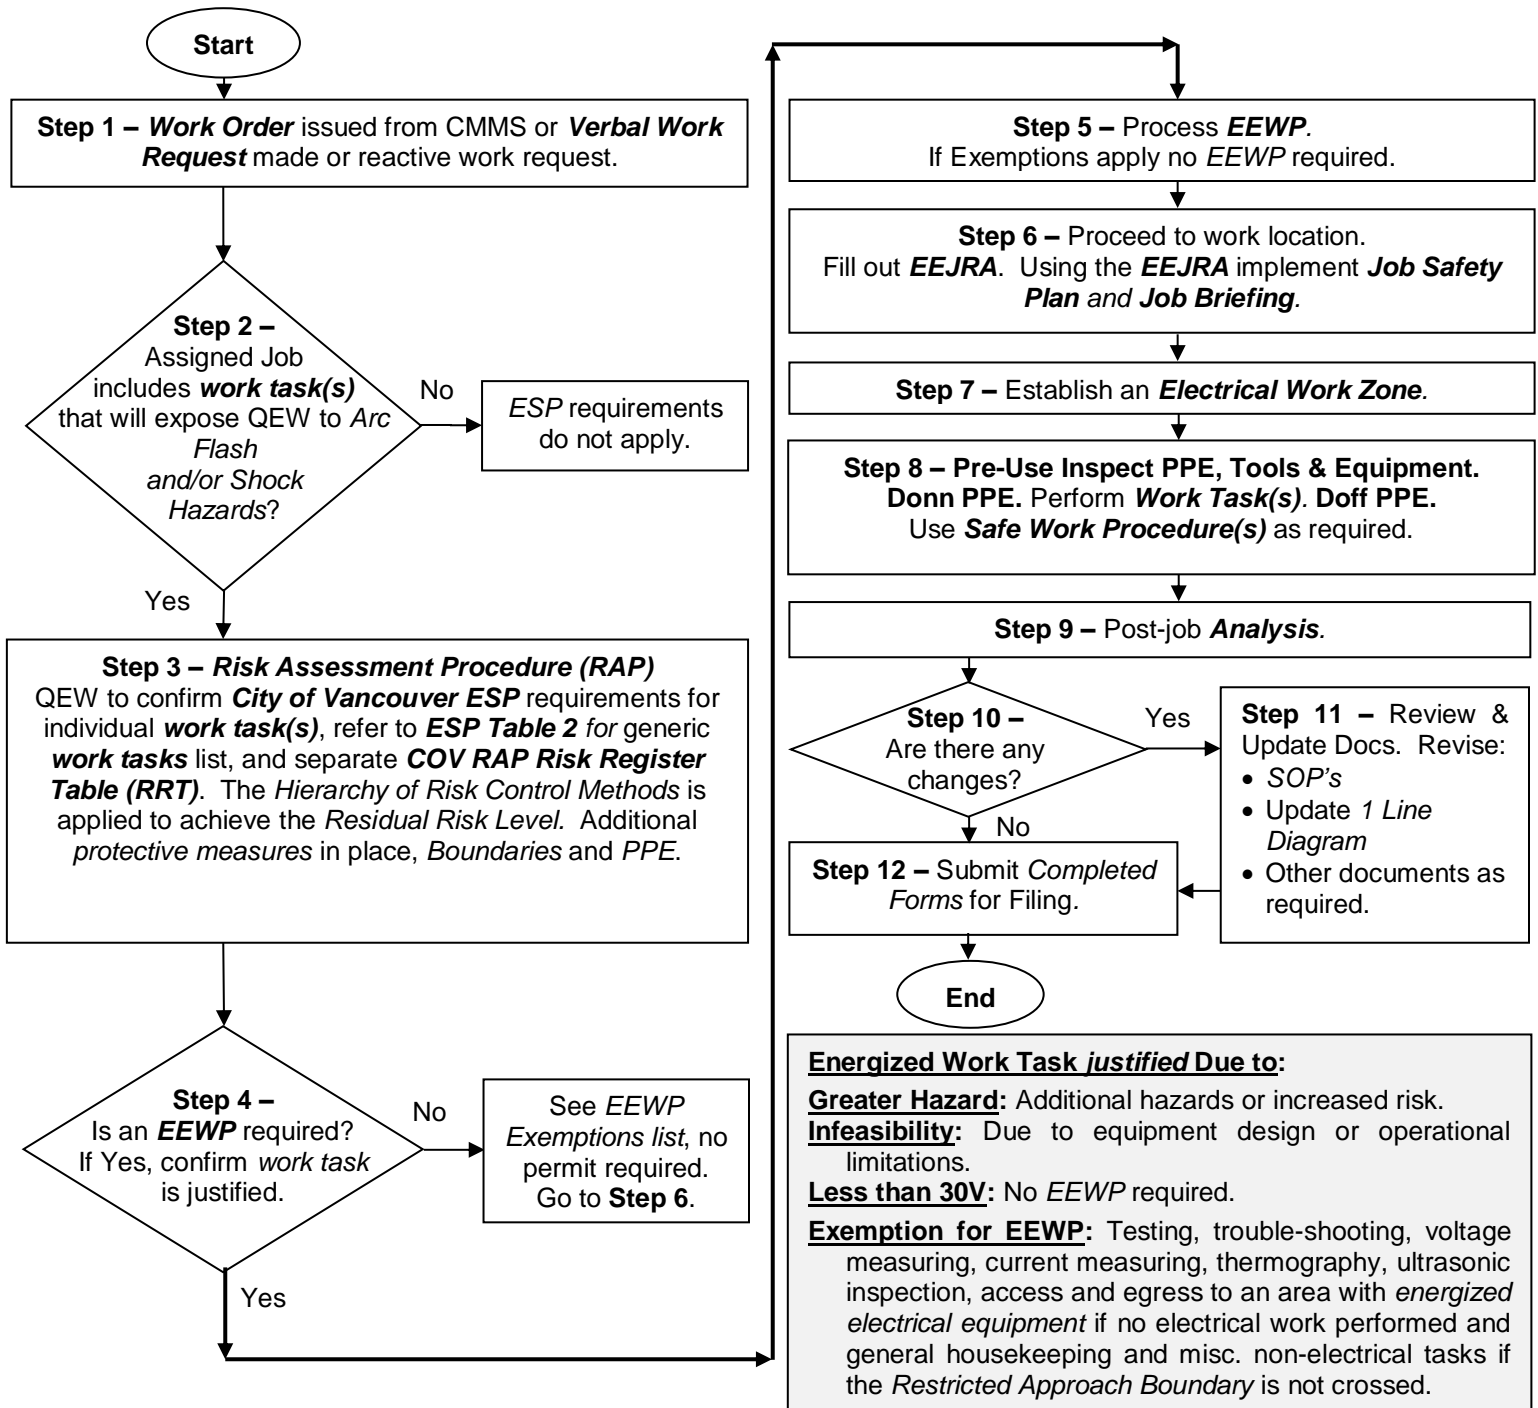 Start
Step 1 – Work Order issued from CMMS or Verbal Work
Request made or reactive work request.
Step 2 –
Assigned Job
includes work task(s)
that will expose QEW to Arc
Flash
and/or Shock
Hazards?
No
ESP requirements
do not apply.
Yes
Step 3 – Risk Assessment Procedure (RAP)
QEW to confirm City of Vancouver ESP requirements for
individual work task(s), refer to ESP Table 2 for generic
work tasks list, and separate COV RAP Risk Register
Table (RRT). The Hierarchy of Risk Control Methods is
applied to achieve the Residual Risk Level. Additional
protective measures in place, Boundaries and PPE.
Step 4 –
Is an EEWP required?
If Yes, confirm work task
is justified.
No
See EEWP
Exemptions list, no
permit required.
Go to Step 6.
Yes
Step 5 – Process EEWP.
If Exemptions apply no EEWP required.
Step 6 – Proceed to work location.
Fill out EEJRA. Using the EEJRA implement Job Safety
Plan and Job Briefing.
Step 7 – Establish an Electrical Work Zone.
Step 8 – Pre-Use Inspect PPE, Tools & Equipment.
Donn PPE. Perform Work Task(s). Doff PPE.
Use Safe Work Procedure(s) as required.
Step 9 – Post-job Analysis.
Step 10 –
Are there any
changes?
Yes
Step 11 – Review &
Update Docs. Revise:
• SOP's
• Update 1 Line
Diagram
• Other documents as
required.
No
Step 12 – Submit Completed
Forms for Filing.
End
Energized Work Task justified Due to:
Greater Hazard: Additional hazards or increased risk.
Infeasibility: Due to equipment design or operational
limitations.
Less than 30V: No EEWP required.
Exemption for EEWP: Testing, trouble-shooting, voltage
measuring, current measuring, thermography, ultrasonic
inspection, access and egress to an area with energized
electrical equipment if no electrical work performed and
general housekeeping and misc. non-electrical tasks if
the Restricted Approach Boundary is not crossed.